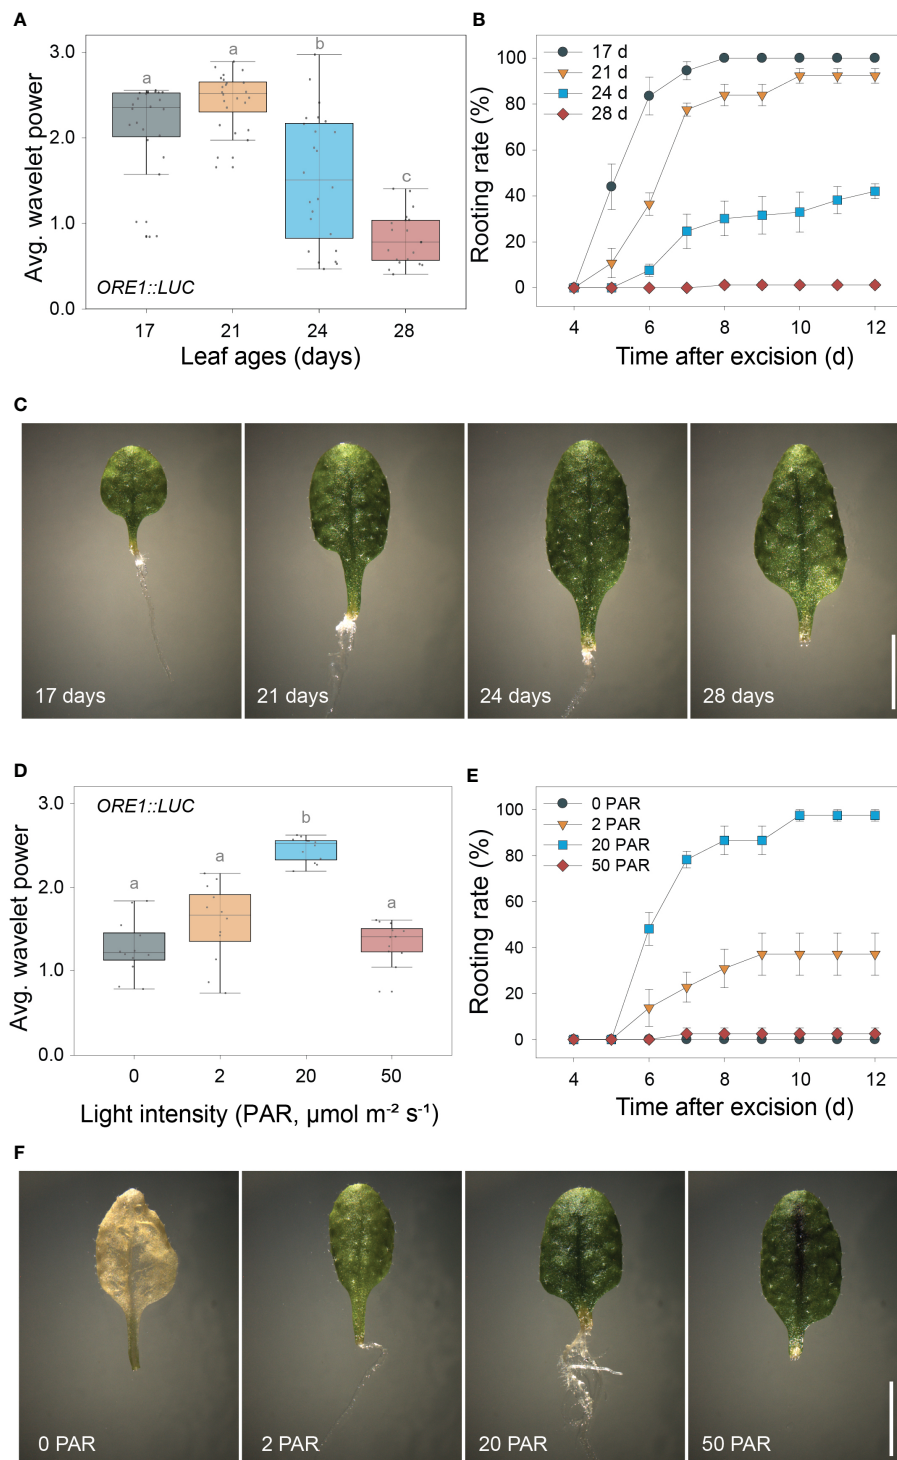 A
3.0
2.0
1.0
0.0
Avg. wavelet power
a
a
b
c
ORE1::LUC
17
21
24
28
Leaf ages (days)
B
100
80
60
40
20
0
Rooting rate (%)
17 d
21 d
24 d
28 d
4
6
8
10
12
Time after excision (d)
C
17 days
21 days
24 days
28 days
D
3.0
2.0
1.0
0.0
Avg. wavelet power
ORE1::LUC
a
a
b
a
0
2
20
50
Light intensity (PAR, µmol m⁻² s⁻¹)
E
100
80
60
40
20
0
Rooting rate (%)
0 PAR
2 PAR
20 PAR
50 PAR
4
6
8
10
12
Time after excision (d)
F
0 PAR
2 PAR
20 PAR
50 PAR